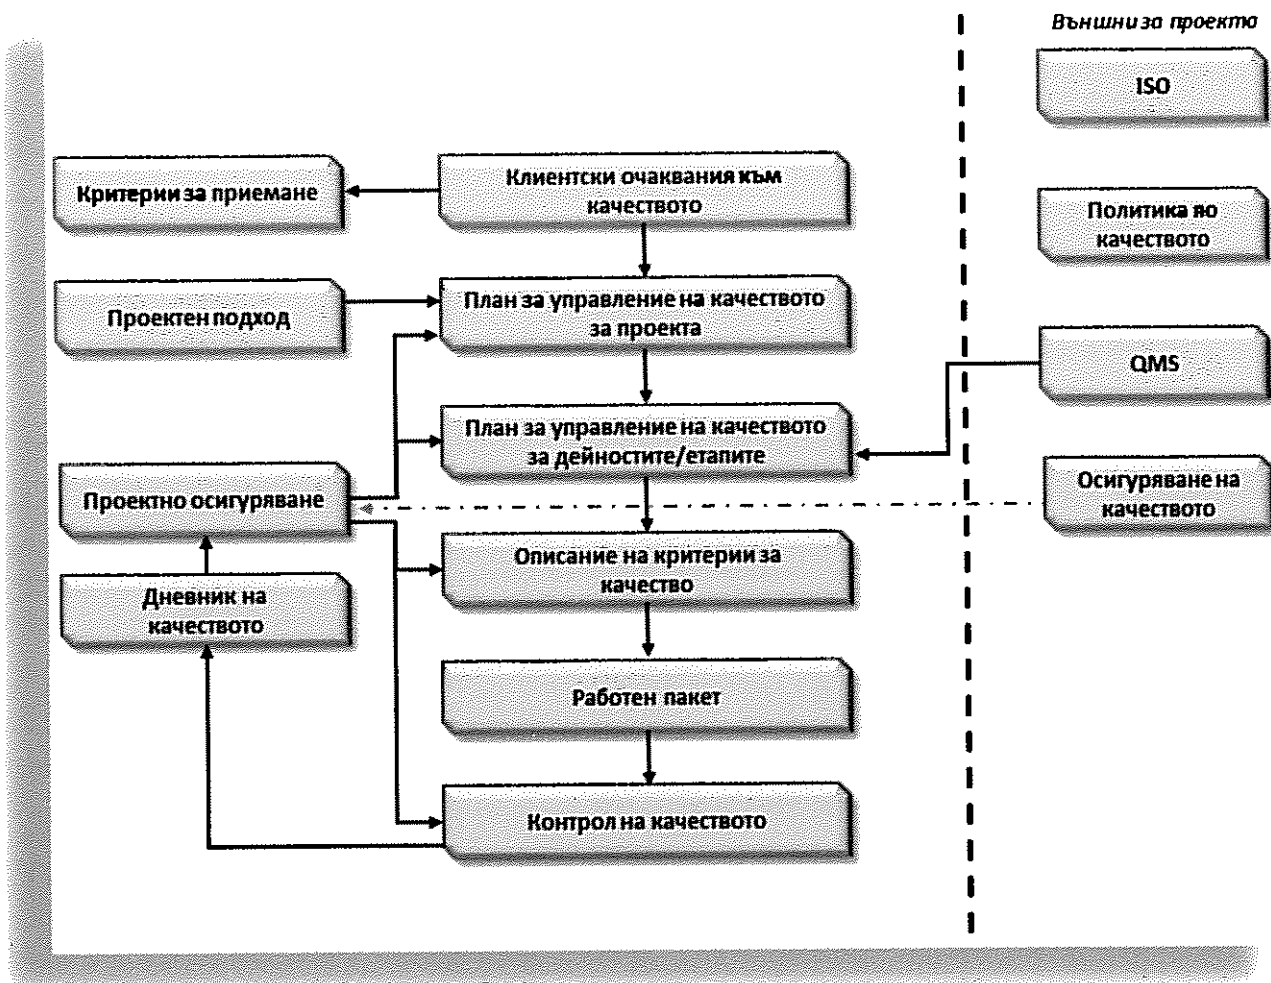 Външни за проекта
ISO
Критерии за приемане
Клиентски очаквания към
качеството
Политика яо
качеството
Проектен подход
План за управление на качеството
за проекта
QMS
План за управление на качеството
за дейностите/етапите
Проектно осигуряване
Осигуряване на
качеството
Описание на критерии за
качество
Дневник на
качеството
Работен пакет
Контрол на качеството